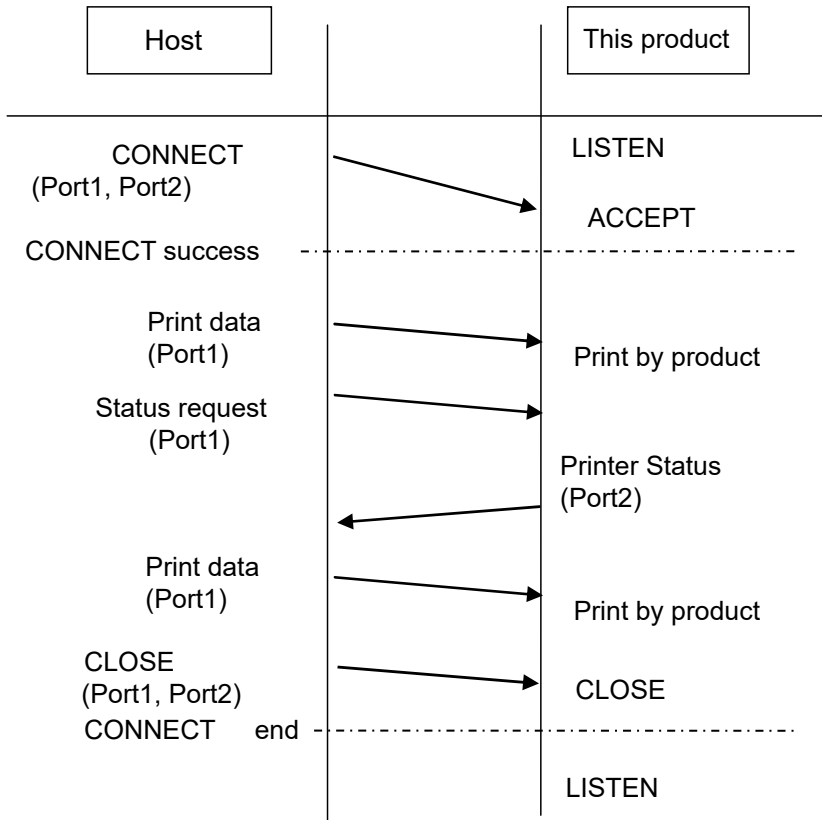 Host
This product
CONNECT
(Port1, Port2)
LISTEN
ACCEPT
CONNECT success
Print data
(Port1)
Print by product
Status request
(Port1)
Printer Status
(Port2)
Print data
(Port1)
Print by product
CLOSE
(Port1, Port2)
CLOSE
CONNECT end
LISTEN